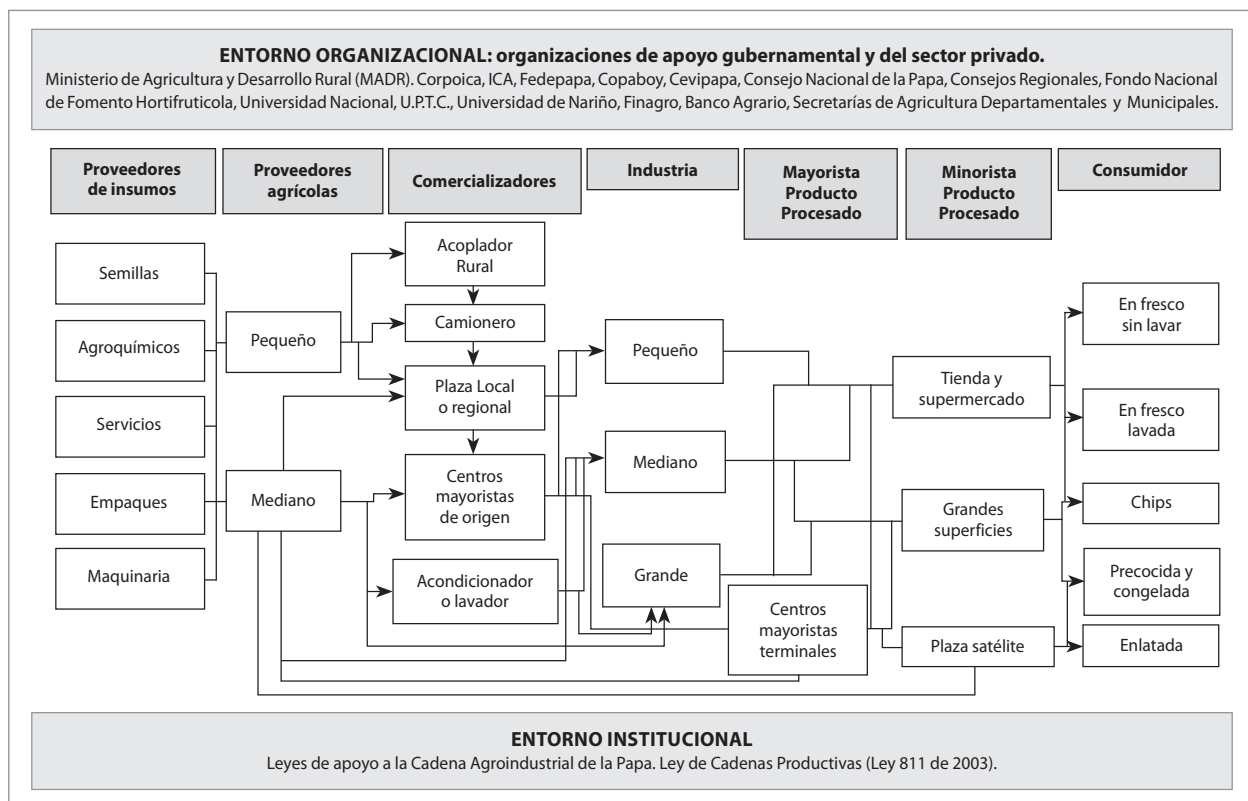 ENTORNO ORGANIZACIONAL: organizaciones de apoyo gubernamental y del sector privado.
Ministerio de Agricultura y Desarrollo Rural (MADR). Corpoica, ICA, Fedepapa, Copaboy, Cevipapa, Consejo Nacional de la Papa, Consejos Regionales, Fondo Nacional
de Fomento Hortifruticola, Universidad Nacional, U.P.T.C., Universidad de Nariño, Finagro, Banco Agrario, Secretarías de Agricultura Departamentales y Municipales.
Proveedores
de insumos
Proveedores
agrícolas
Comercializadores
Industria
Mayorista
Producto
Procesado
Minorista
Producto
Procesado
Consumidor
Semillas
Agroquímicos
Servicios
Empaques
Maquinaria
Pequeño
Mediano
Acoplador
Rural
Camionero
Plaza Local
o regional
Centros
mayoristas
de origen
Acondicionador
o lavador
Pequeño
Mediano
Grande
Centros
mayoristas
terminales
Tienda y
supermercado
Grandes
superficies
Plaza satélite
En fresco
sin lavar
En fresco
lavada
Chips
Precocida y
congelada
Enlatada
ENTORNO INSTITUCIONAL
Leyes de apoyo a la Cadena Agroindustrial de la Papa. Ley de Cadenas Productivas (Ley 811 de 2003).